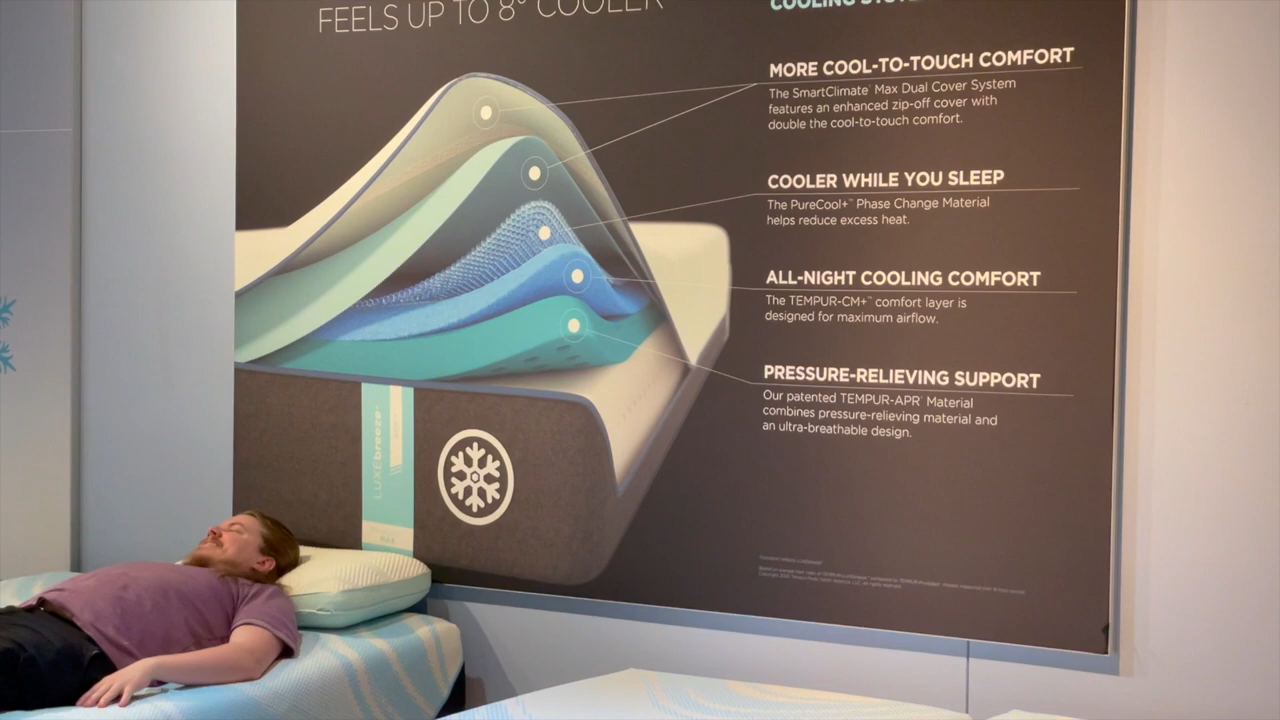 FEELS UP TO 8° COOLER
COOLING
MORE COOL-TO-TOUCH COMFORT
The SmartClimate® Max Dual Cover System
features an enhanced zip-off cover with
double the cool-to-touch comfort.
COOLER WHILE YOU SLEEP
The PureCool+™ Phase Change Material
helps reduce excess heat.
ALL-NIGHT COOLING COMFORT
The TEMPUR-CM+™ comfort layer is
designed for maximum airflow.
PRESSURE-RELIEVING SUPPORT
Our patented TEMPUR-APR® Material
combines pressure-relieving material and
an ultra-breathable design.
LUXEbreeze°